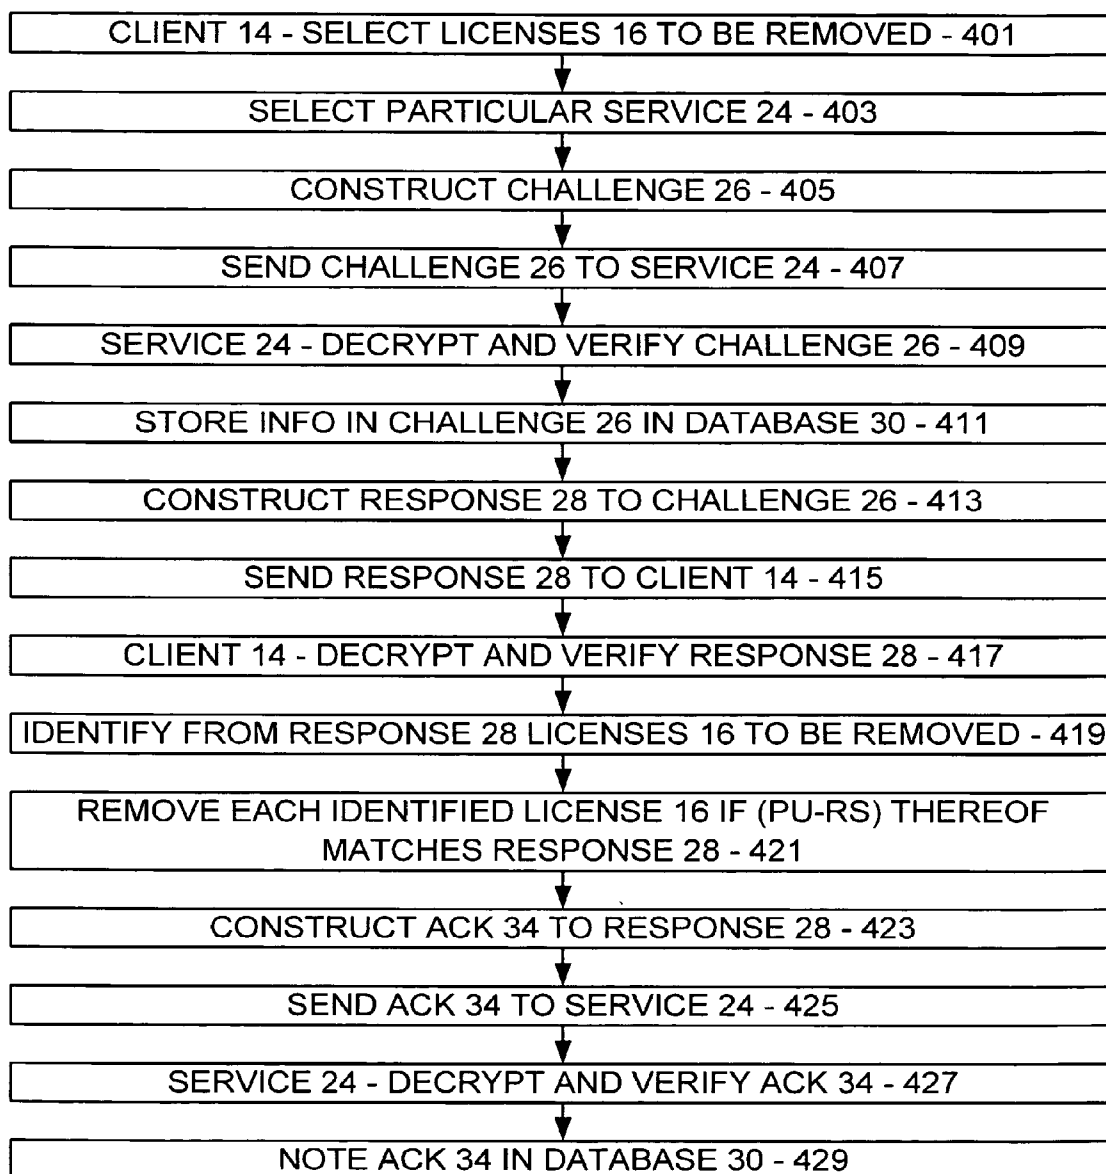 CLIENT 14 - SELECT LICENSES 16 TO BE REMOVED - 401
SELECT PARTICULAR SERVICE 24 - 403
CONSTRUCT CHALLENGE 26 - 405
SEND CHALLENGE 26 TO SERVICE 24 - 407
SERVICE 24 - DECRYPT AND VERIFY CHALLENGE 26 - 409
STORE INFO IN CHALLENGE 26 IN DATABASE 30 - 411
CONSTRUCT RESPONSE 28 TO CHALLENGE 26 - 413
SEND RESPONSE 28 TO CLIENT 14 - 415
CLIENT 14 - DECRYPT AND VERIFY RESPONSE 28 - 417
IDENTIFY FROM RESPONSE 28 LICENSES 16 TO BE REMOVED - 419
REMOVE EACH IDENTIFIED LICENSE 16 IF (PU-RS) THEREOF
MATCHES RESPONSE 28 - 421
CONSTRUCT ACK 34 TO RESPONSE 28 - 423
SEND ACK 34 TO SERVICE 24 - 425
SERVICE 24 - DECRYPT AND VERIFY ACK 34 - 427
NOTE ACK 34 IN DATABASE 30 - 429